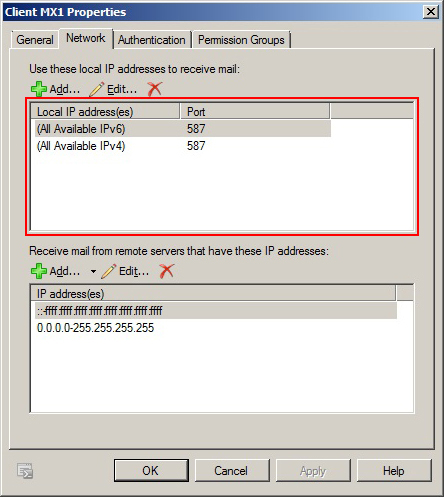 Client MX1 Properties
General Network Authentication Permission Groups
Use these local IP addresses to receive mail:
Add... Edit...
Local IP address(es) Port
(All Available IPv6) 587
(All Available IPv4) 587
Receive mail from remote servers that have these IP addresses:
Add... Edit...
IP address(es)
::-ffff:ffff:ffff:ffff:ffff:ffff:ffff:ffff
0.0.0.0-255.255.255.255
OK Cancel Apply Help